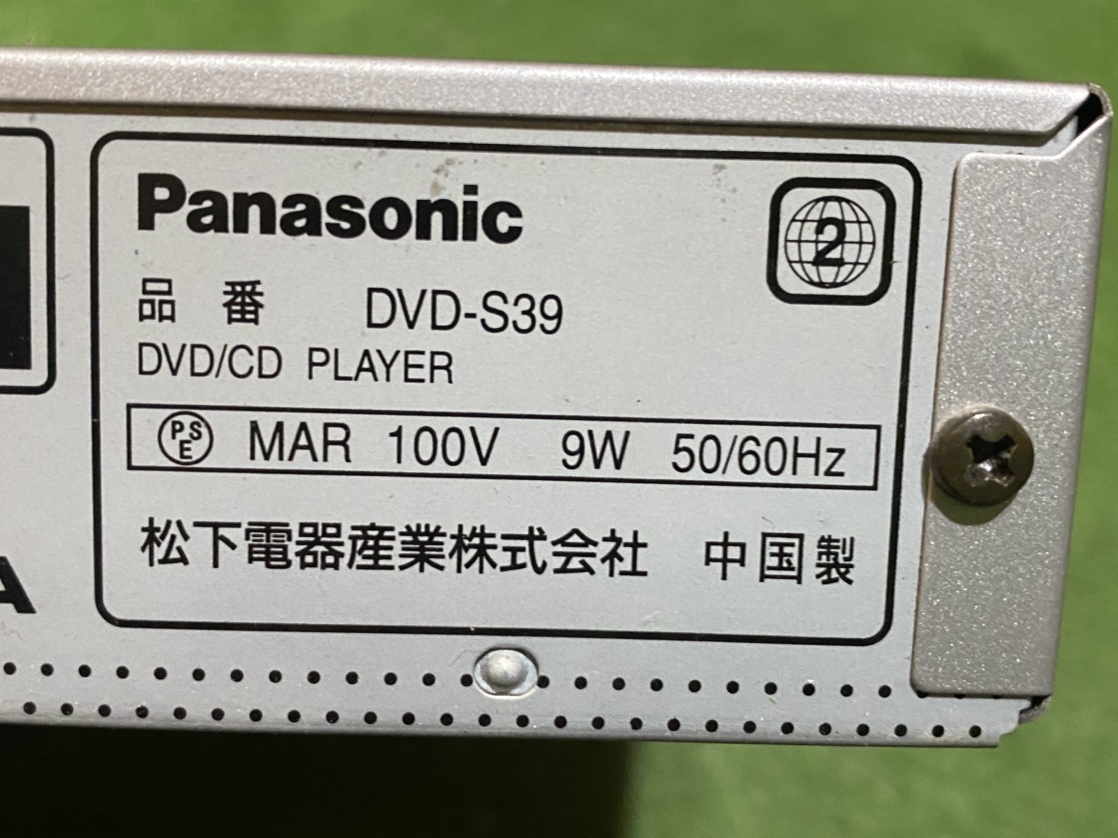 Panasonic
2
品 番 DVD-S39
DVD/CD PLAYER
PSE MAR 100V 9W 50/60Hz
松下電器産業株式会社 中国製
A